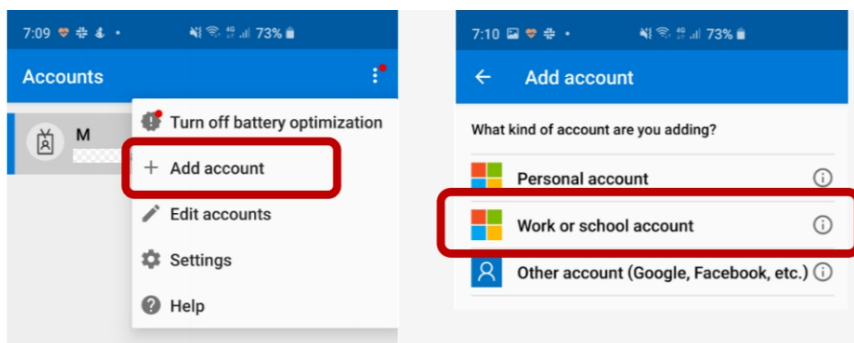 7:09
73%
Accounts
M
Turn off battery optimization
Add account
Edit accounts
Settings
Help
7:10
73%
Add account
What kind of account are you adding?
Personal account
Work or school account
Other account (Google, Facebook, etc.)